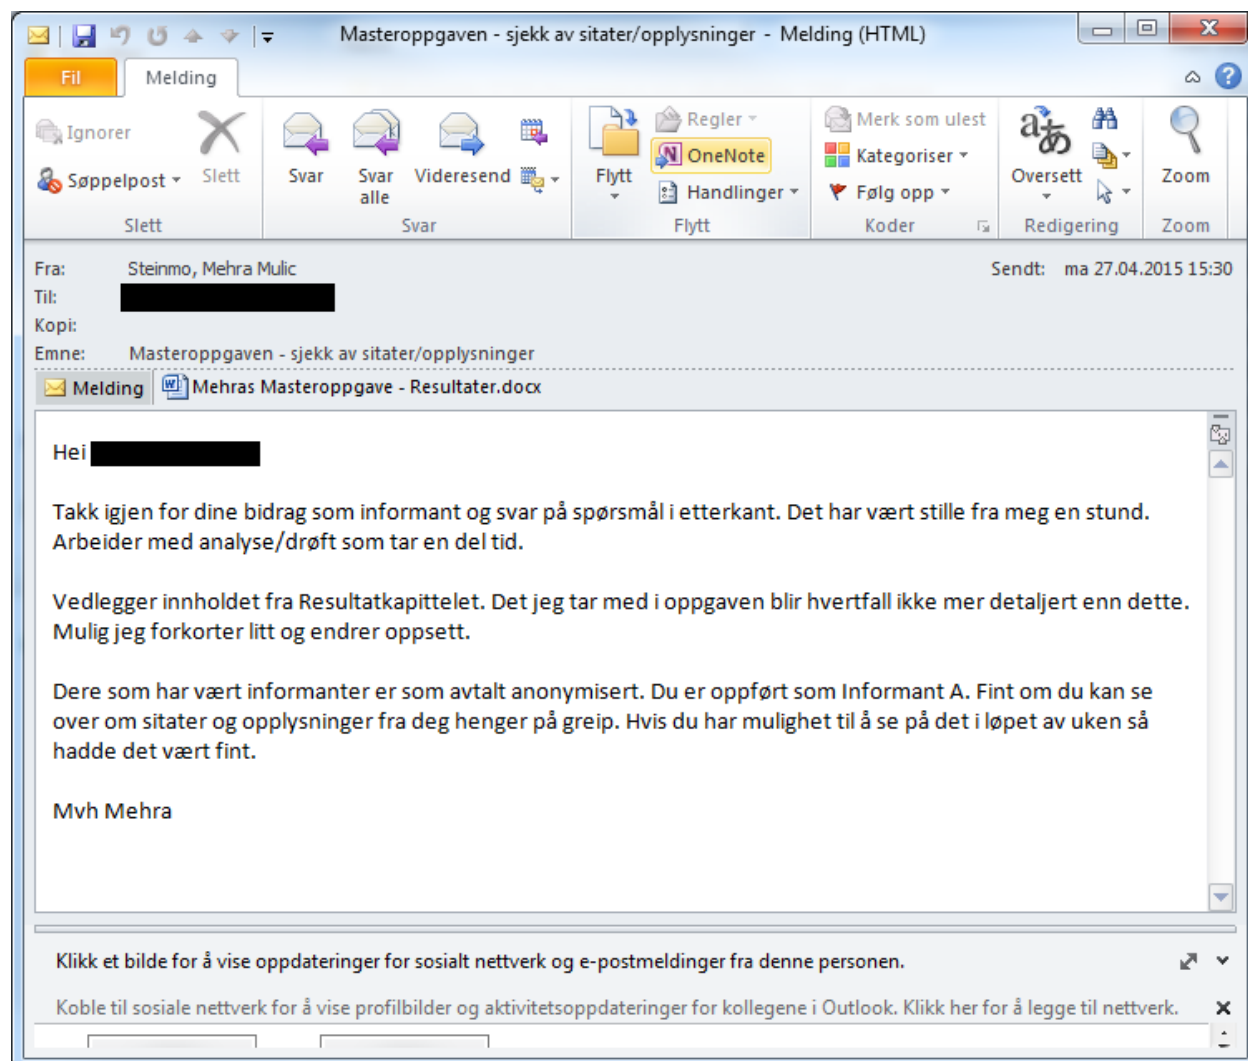 Masteroppgaven - sjekk av sitater/opplysninger - Melding (HTML)
Fil Melding
Ignorer
Søppelpost
Slett
Svar
Svar alle
Videresend
Flytt
Regler
OneNote
Handlinger
Merk som ulest
Kategoriser
Følg opp
Oversett
Zoom
Slett Svar Flytt Koder Redigering Zoom
Fra: Steinmo, Mehra Mulic Sendt: ma 27.04.2015 15:30
Til:
Kopi:
Emne: Masteroppgaven - sjekk av sitater/opplysninger
Melding Mehras Masteroppgave - Resultater.docx
Hei
Takk igjen for dine bidrag som informant og svar på spørsmål i etterkant. Det har vært stille fra meg en stund.
Arbeider med analyse/drøft som tar en del tid.
Vedlegger innholdet fra Resultatkapittelet. Det jeg tar med i oppgaven blir hvertfall ikke mer detaljert enn dette.
Mulig jeg forkorter litt og endrer oppsett.
Dere som har vært informanter er som avtalt anonymisert. Du er oppført som Informant A. Fint om du kan se
over om sitater og opplysninger fra deg henger på greip. Hvis du har mulighet til å se på det i løpet av uken så
hadde det vært fint.
Mvh Mehra
Klikk et bilde for å vise oppdateringer for sosialt nettverk og e-postmeldinger fra denne personen.
Koble til sosiale nettverk for å vise profilbilder og aktivitetsoppdateringer for kollegene i Outlook. Klikk her for å legge til nettverk.